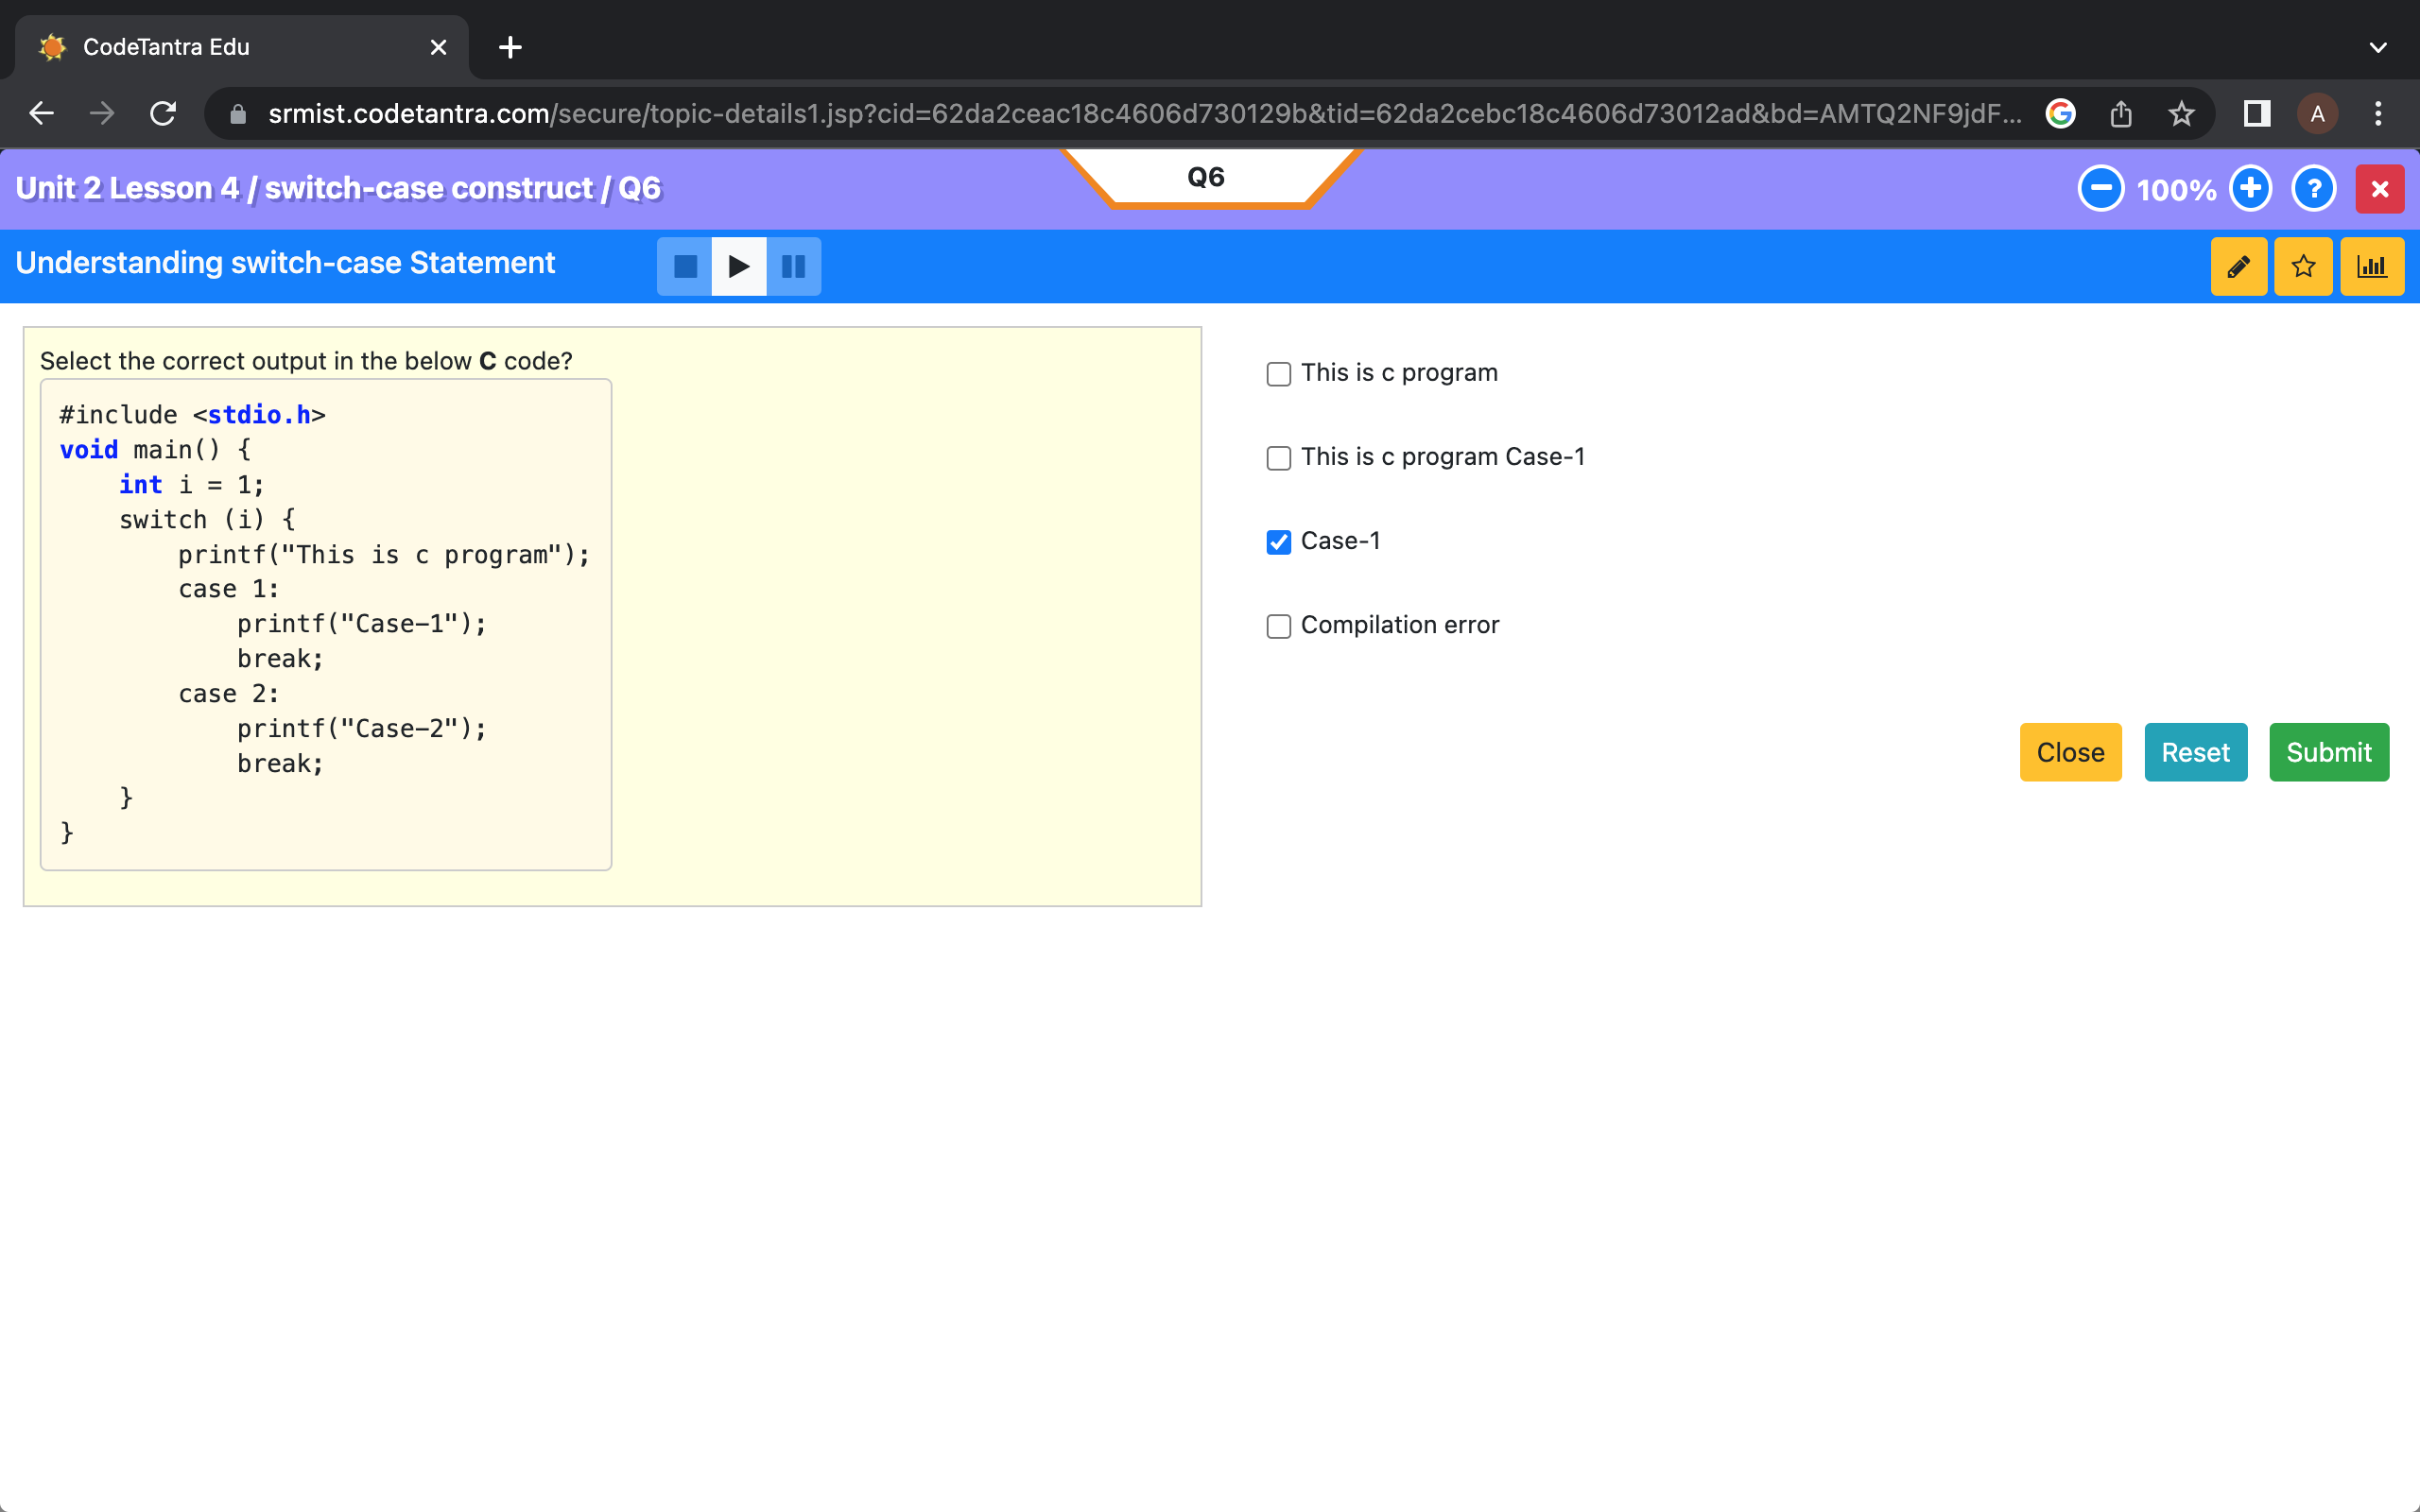 CodeTantra Edu
srmist.codetantra.com/secure/topic-details1.jsp?cid=62da2ceac18c4606d730129b&tid=62da2cebc18c4606d73012ad&bd=AMTQ2NF9jdF...
A
Unit 2 Lesson 4 / switch-case construct / Q6
Q6
100%
?
Understanding switch-case Statement
Select the correct output in the below C code?
#include <stdio.h>
void main() {
    int i = 1;
    switch (i) {
        printf("This is c program");
        case 1:
            printf("Case-1");
            break;
        case 2:
            printf("Case-2");
            break;
    }
}
This is c program
This is c program Case-1
Case-1
Compilation error
Close
Reset
Submit